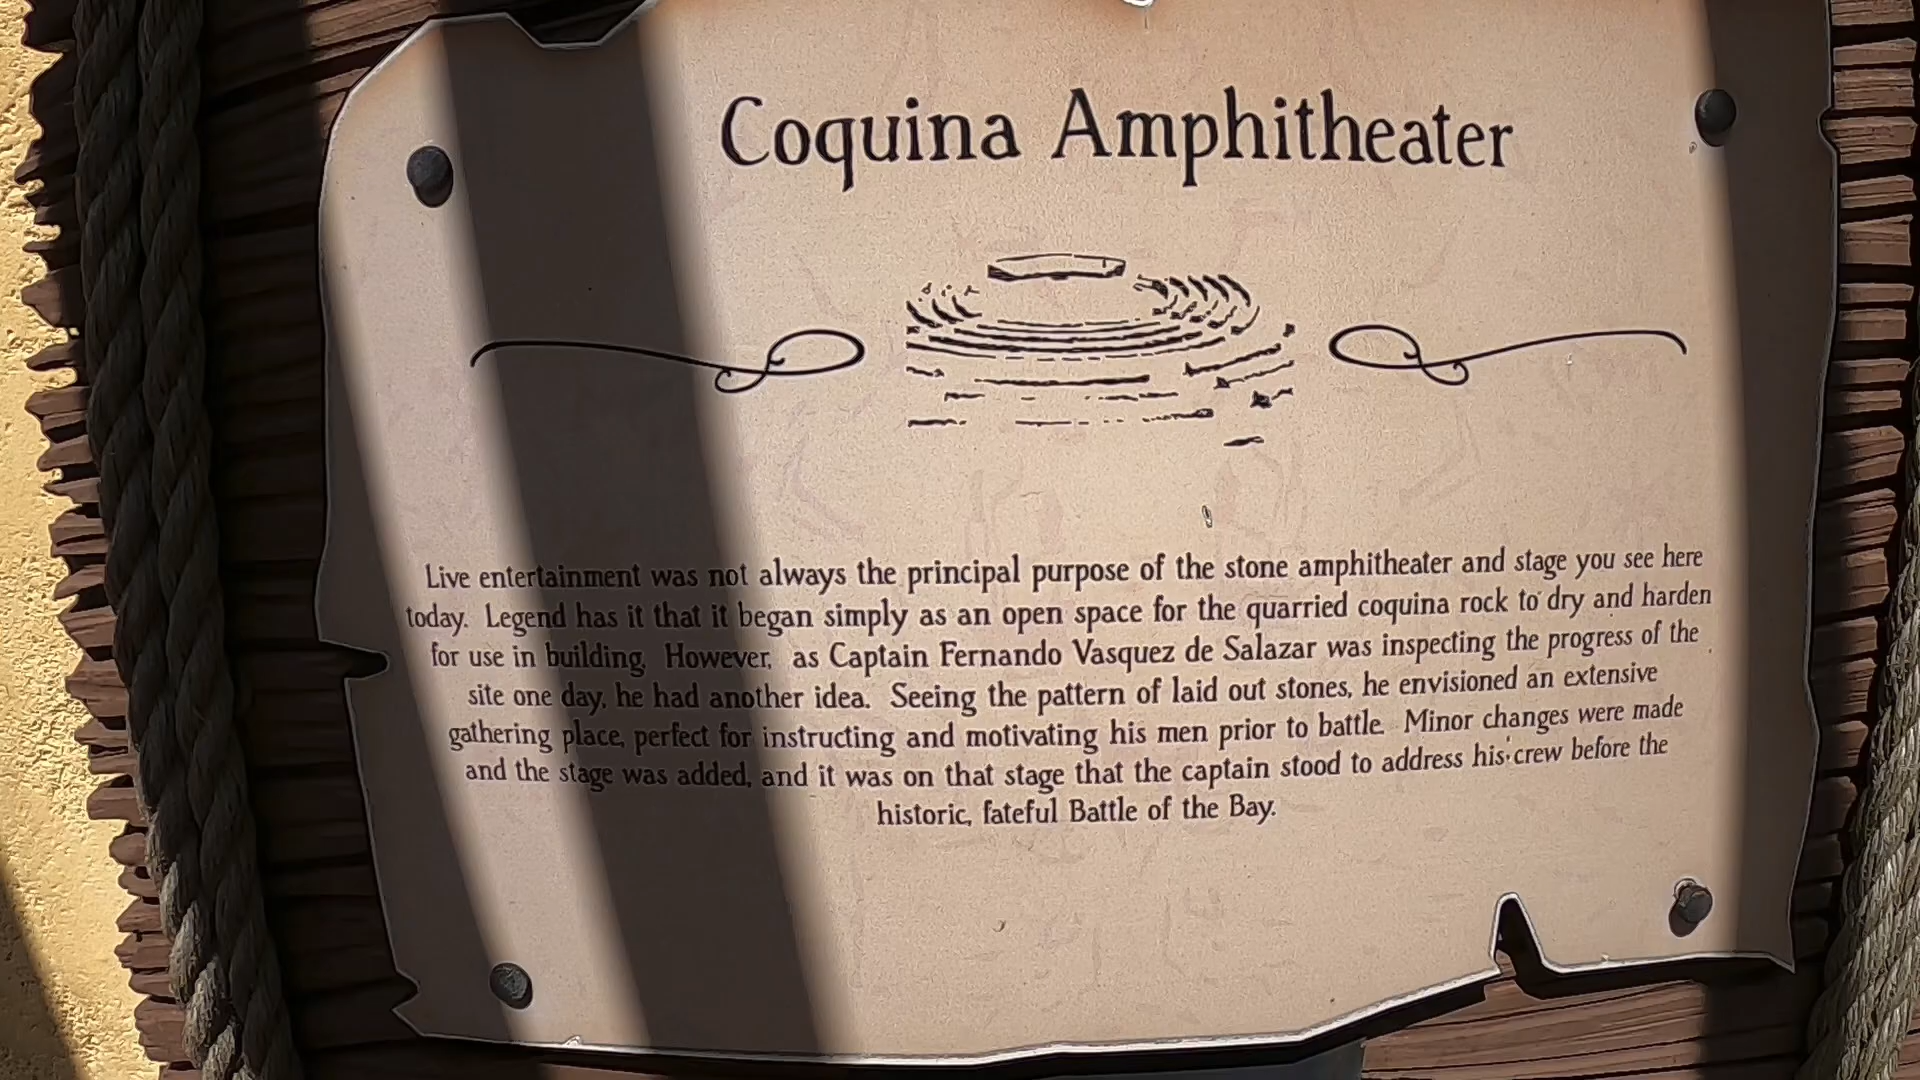 Coquina Amphitheater
Live entertainment was not always the principal purpose of the stone amphitheater and stage you see here
today. Legend has it that it began simply as an open space for the quarried coquina rock to dry and harden
for use in building. However, as Captain Fernando Vasquez de Salazar was inspecting the progress of the
site one day, he had another idea. Seeing the pattern of laid out stones, he envisioned an extensive
gathering place, perfect for instructing and motivating his men prior to battle. Minor changes were made
and the stage was added, and it was on that stage that the captain stood to address his crew before the
historic, fateful Battle of the Bay.